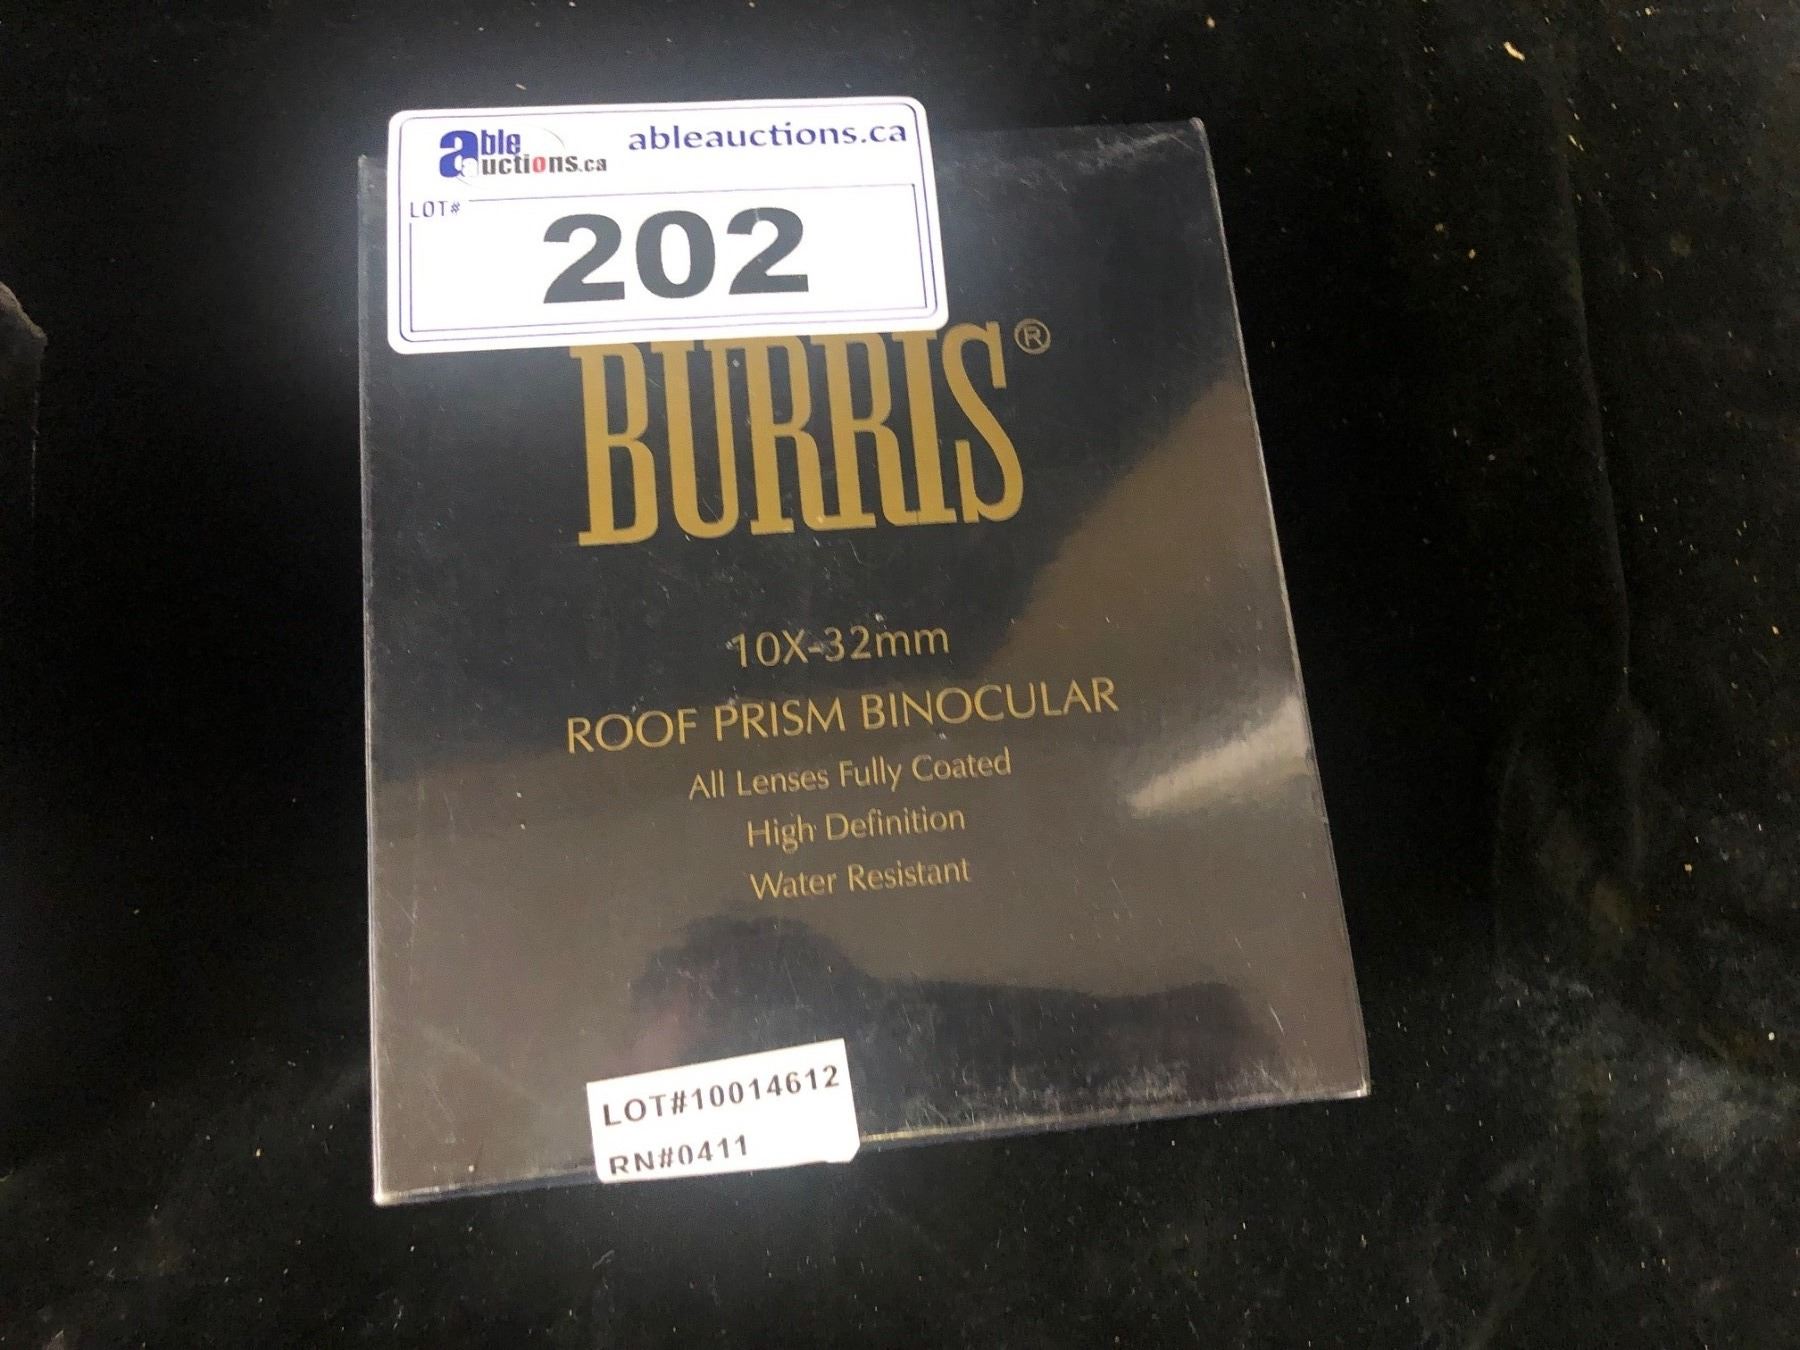 able auctions.ca
ableauctions.ca
LOT#
202
BURRIS®
10X-32mm
ROOF PRISM BINOCULAR
All Lenses Fully Coated
High Definition
Water Resistant
LOT#10014612
RN#0411